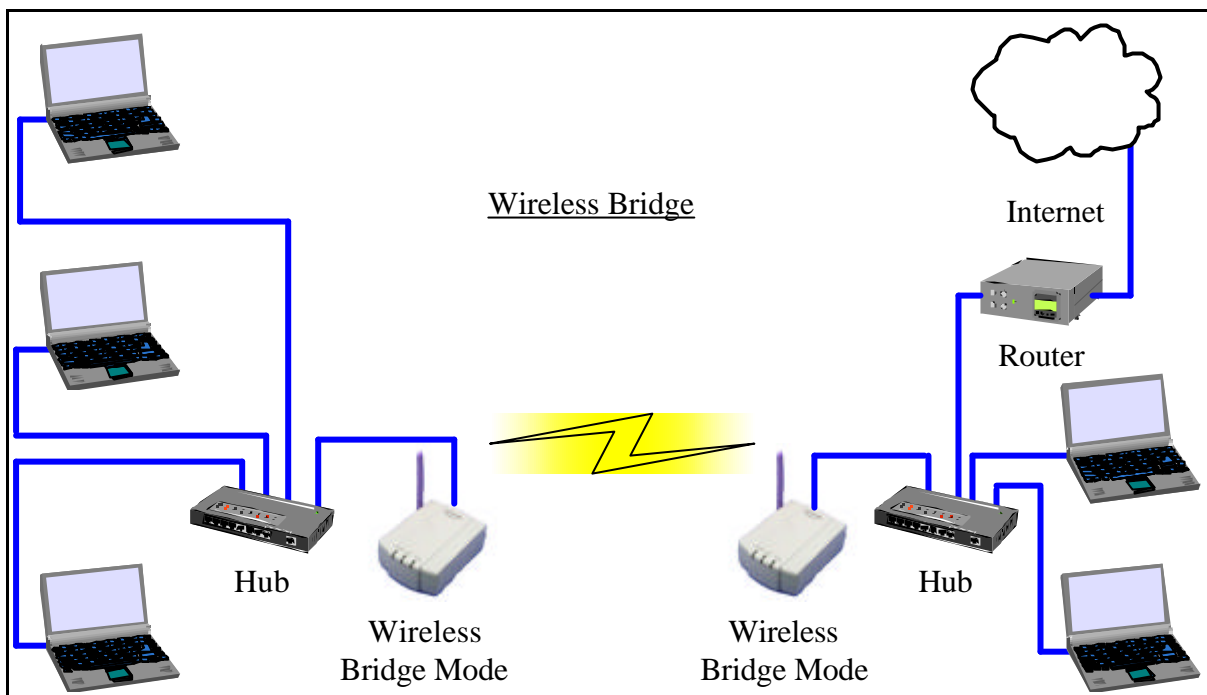 Wireless Bridge
Internet
Router
Hub
Wireless
Bridge Mode
Wireless
Bridge Mode
Hub